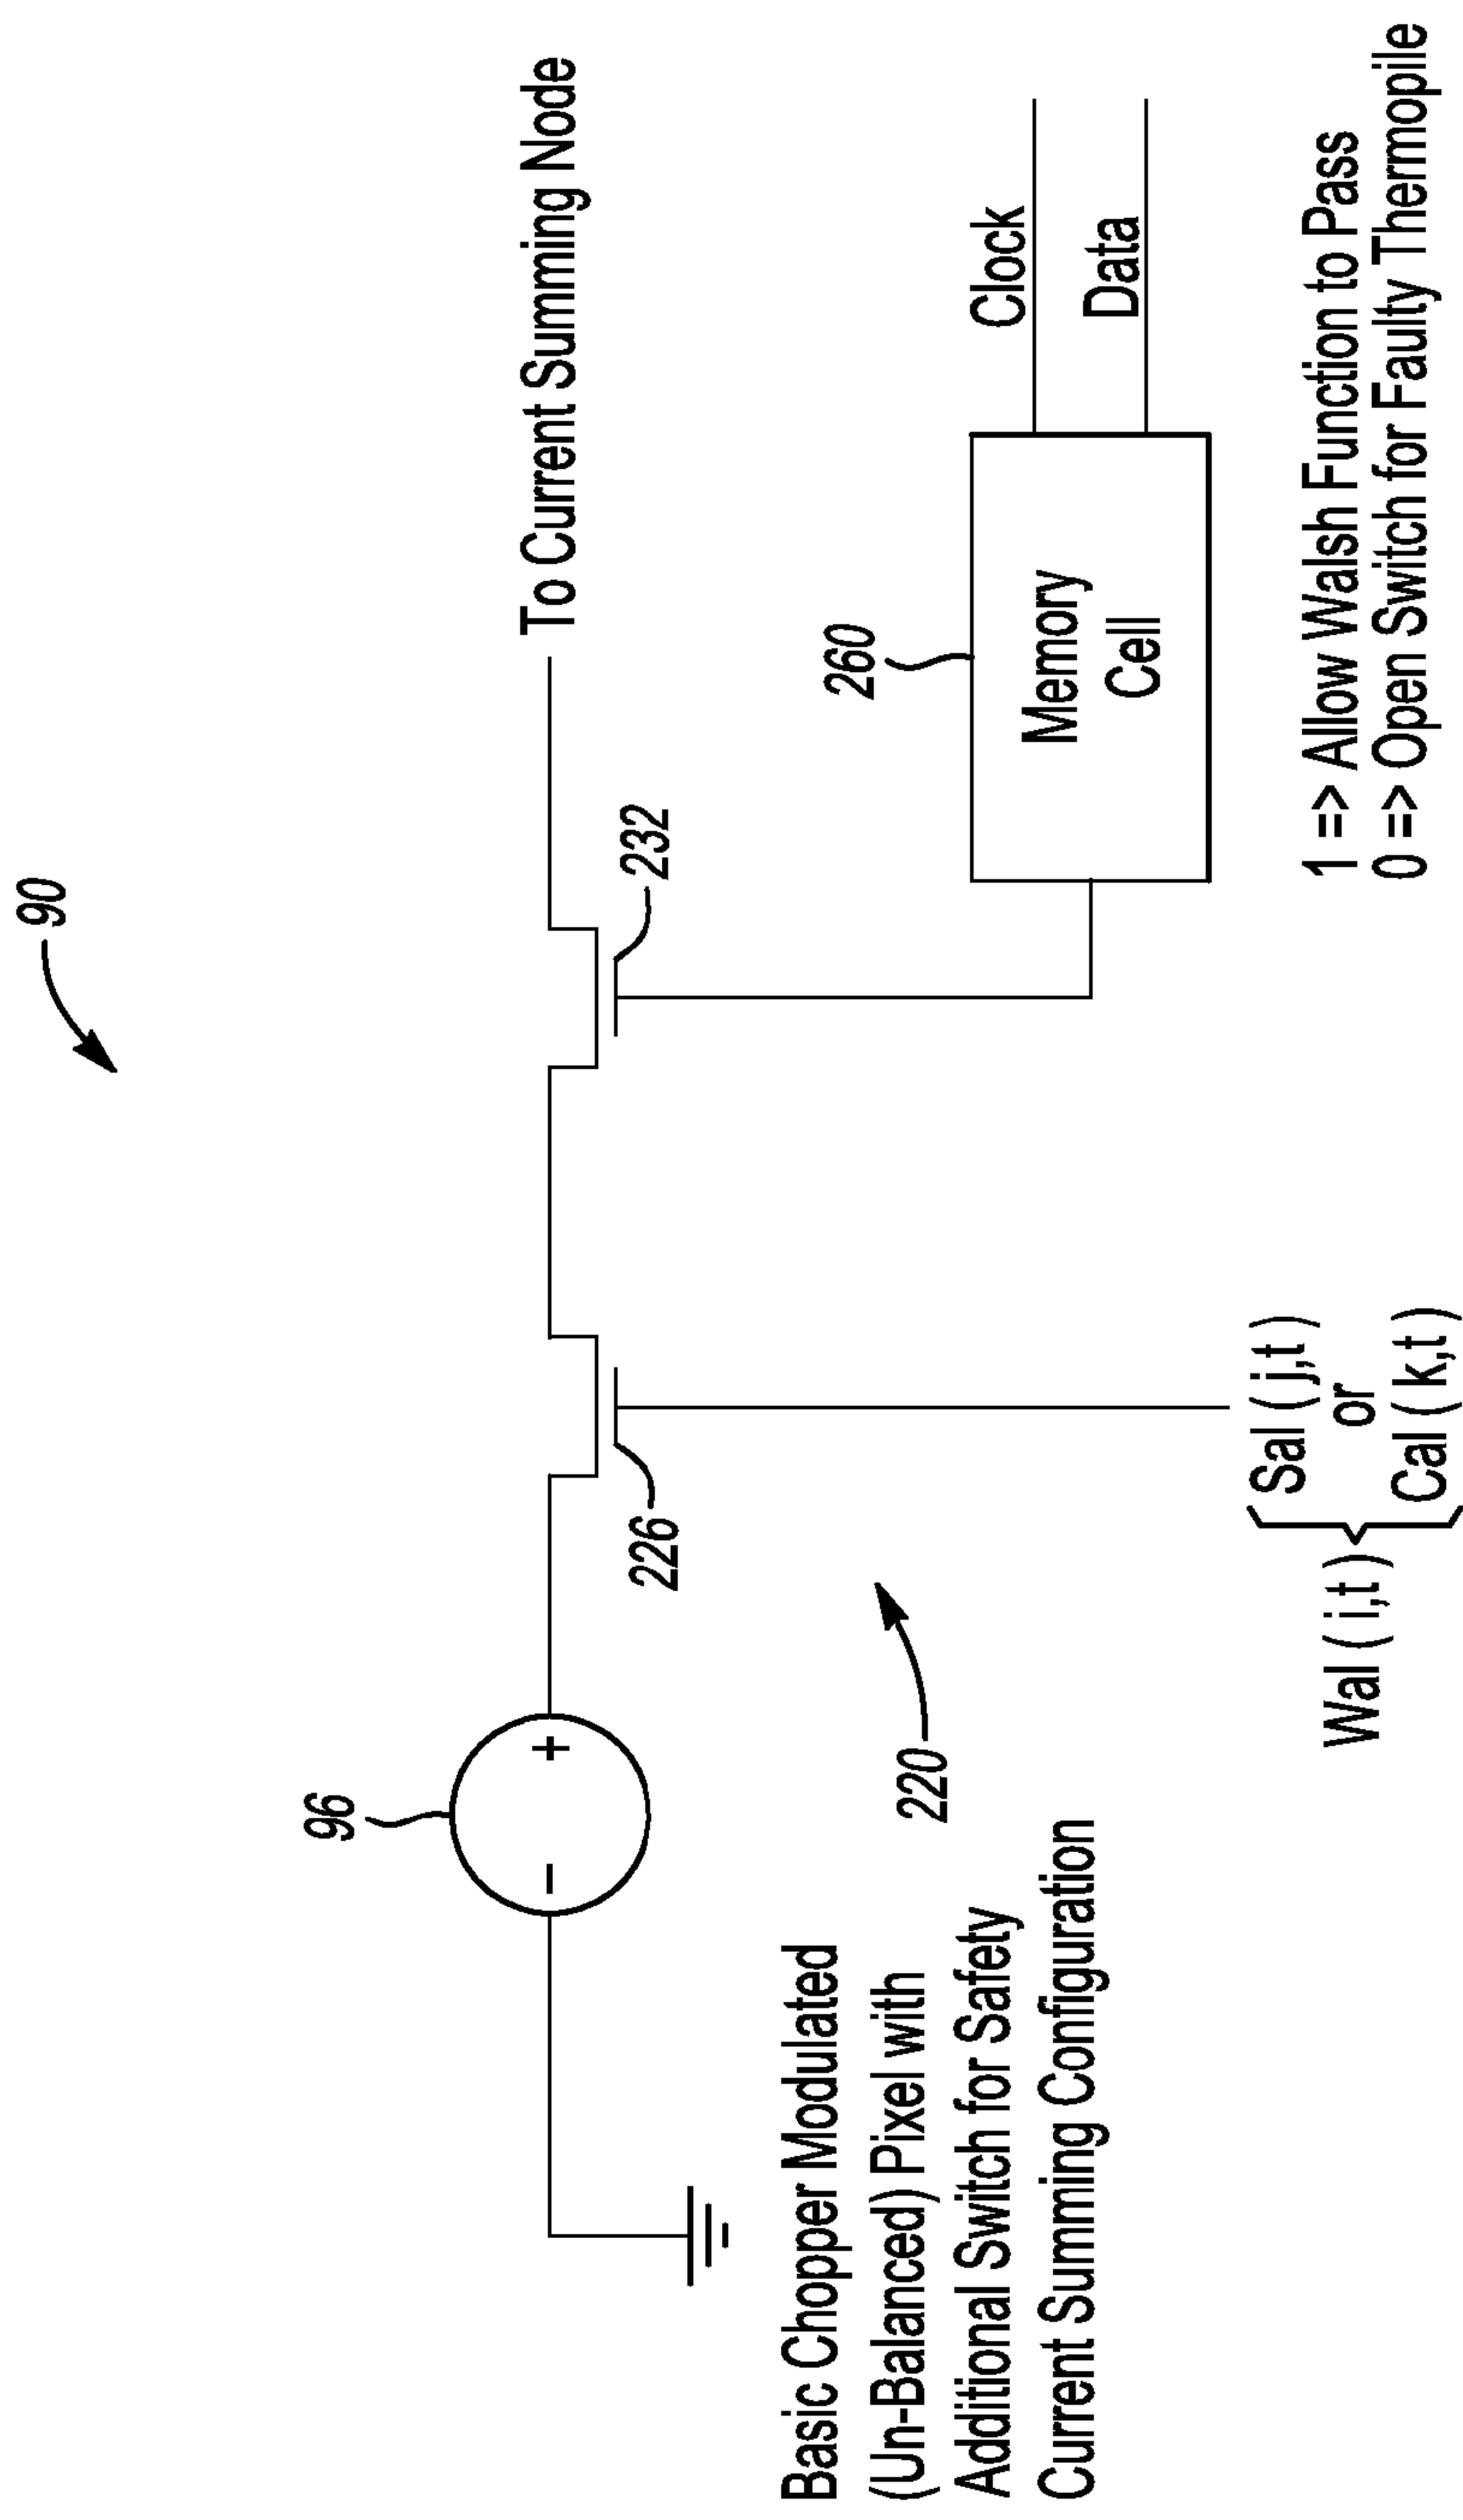 90
96
226
232
To Current Summing Node
260
Memory
Cell
Clock
Data
220
Basic Chopper Modulated
(Un-Balanced) Pixel with
Additional Switch for Safety
Current Summing Configuration
Wal ( i,t )
Sal ( j,t )
or
Cal ( k,t )
1 => Allow Walsh Function to Pass
0 => Open Switch for Faulty Thermopile